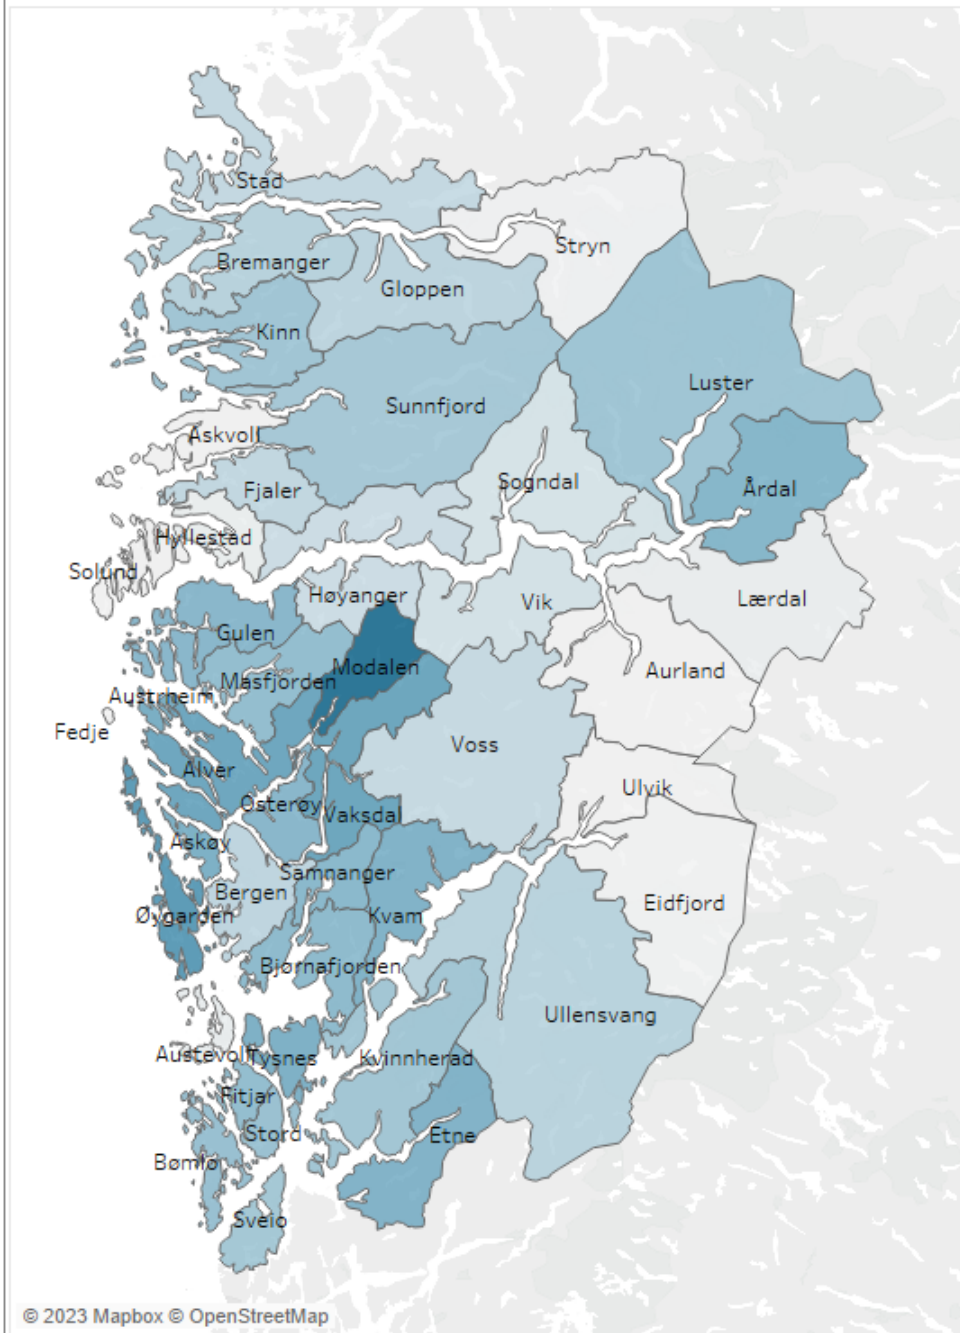 Stad
Stryn
Bremanger
Gloppen
Kinn
Luster
Sunnfjord
Askvoll
Sogndal
Årdal
Fjaler
Hyllestad
Solund
Høyanger
Vik
Lærdal
Gulen
Modalen
Aurland
Masfjorden
Austrheim
Fedje
Voss
Alver
Ulvik
Osterøy
Vaksdal
Askøy
Samnanger
Bergen
Eidfjord
Øygarden
Kvam
Bjørnafjorden
Ullensvang
Austevoll
Tysnes
Kvinnherad
Fitjar
Stord
Etne
Bømlo
Sveio
© 2023 Mapbox © OpenStreetMap